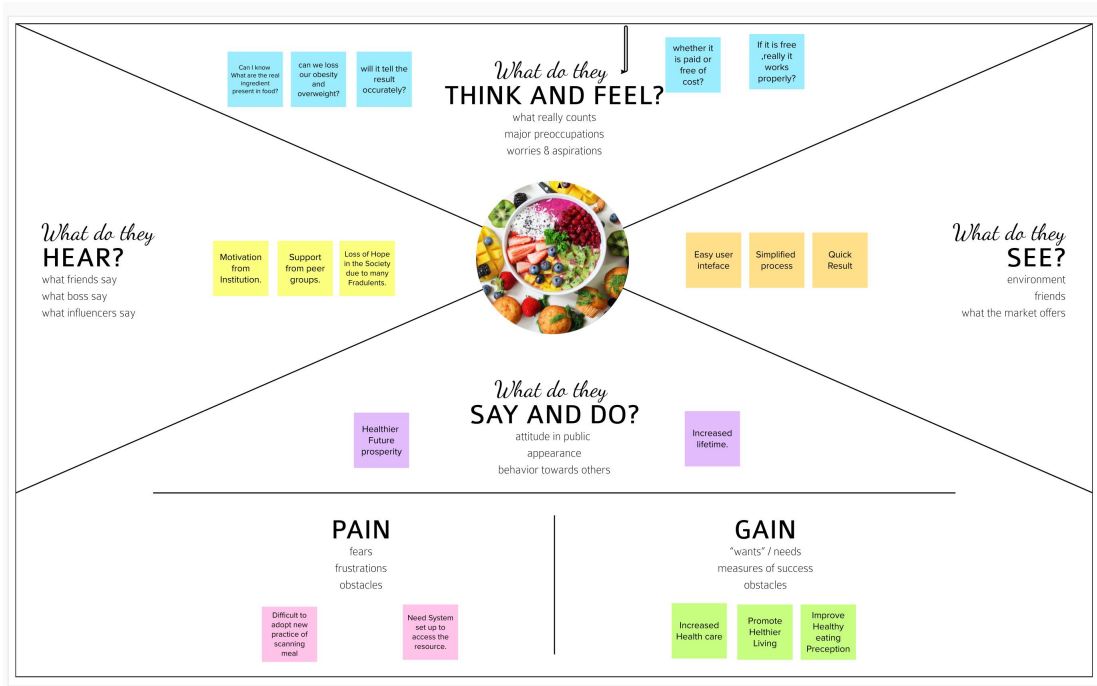 Can I know
What are the real
ingredient
present in food?
can we loss
our obesity
and
overweight?
will it tell the
result
occurately?
What do they
THINK AND FEEL?
what really counts
major preoccupations
worries & aspirations
whether it
is paid or
free of
cost?
If it is free
,really it
works
properly?
What do they
HEAR?
what friends say
what boss say
what influencers say
Motivation
from
Institution.
Support
from peer
groups.
Loss of Hope
in the Society
due to many
Fradulents.
Easy user
inteface
Simplified
process
Quick
Result
What do they
SEE?
environment
friends
what the market offers
What do they
SAY AND DO?
attitude in public
appearance
behavior towards others
Healthier
Future
prosperity
Increased
lifetime.
PAIN
fears
frustrations
obstacles
Difficult to
adopt new
practice of
scanning
meal
Need System
set up to
access the
resource.
GAIN
"wants" / needs
measures of success
obstacles
Increased
Health care
Promote
Helthier
Living
Improve
Healthy
eating
Preception